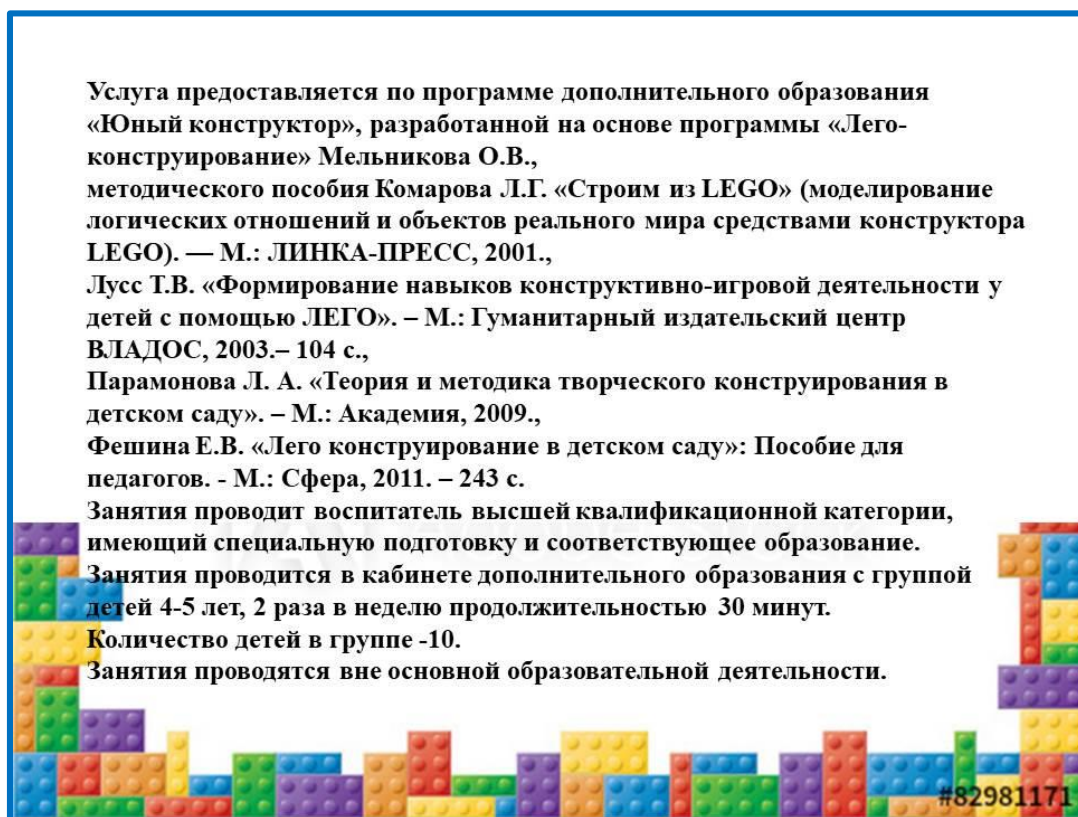 Услуга предоставляется по программе дополнительного образования
«Юный конструктор», разработанной на основе программы «Лего-
конструирование» Мельникова О.В.,
методического пособия Комарова Л.Г. «Строим из LEGO» (моделирование
логических отношений и объектов реального мира средствами конструктора
LEGO). — М.: ЛИНКА-ПРЕСС, 2001.,
Лусс Т.В. «Формирование навыков конструктивно-игровой деятельности у
детей с помощью ЛЕГО». – М.: Гуманитарный издательский центр
ВЛАДОС, 2003.– 104 с.,
Парамонова Л. А. «Теория и методика творческого конструирования в
детском саду». – М.: Академия, 2009.,
Фешина Е.В. «Лего конструирование в детском саду»: Пособие для
педагогов. - М.: Сфера, 2011. – 243 с.
Занятия проводит воспитатель высшей квалификационной категории,
имеющий специальную подготовку и соответствующее образование.
Занятия проводится в кабинете дополнительного образования с группой
детей 4-5 лет, 2 раза в неделю продолжительностью 30 минут.
Количество детей в группе -10.
Занятия проводятся вне основной образовательной деятельности.
#82981171